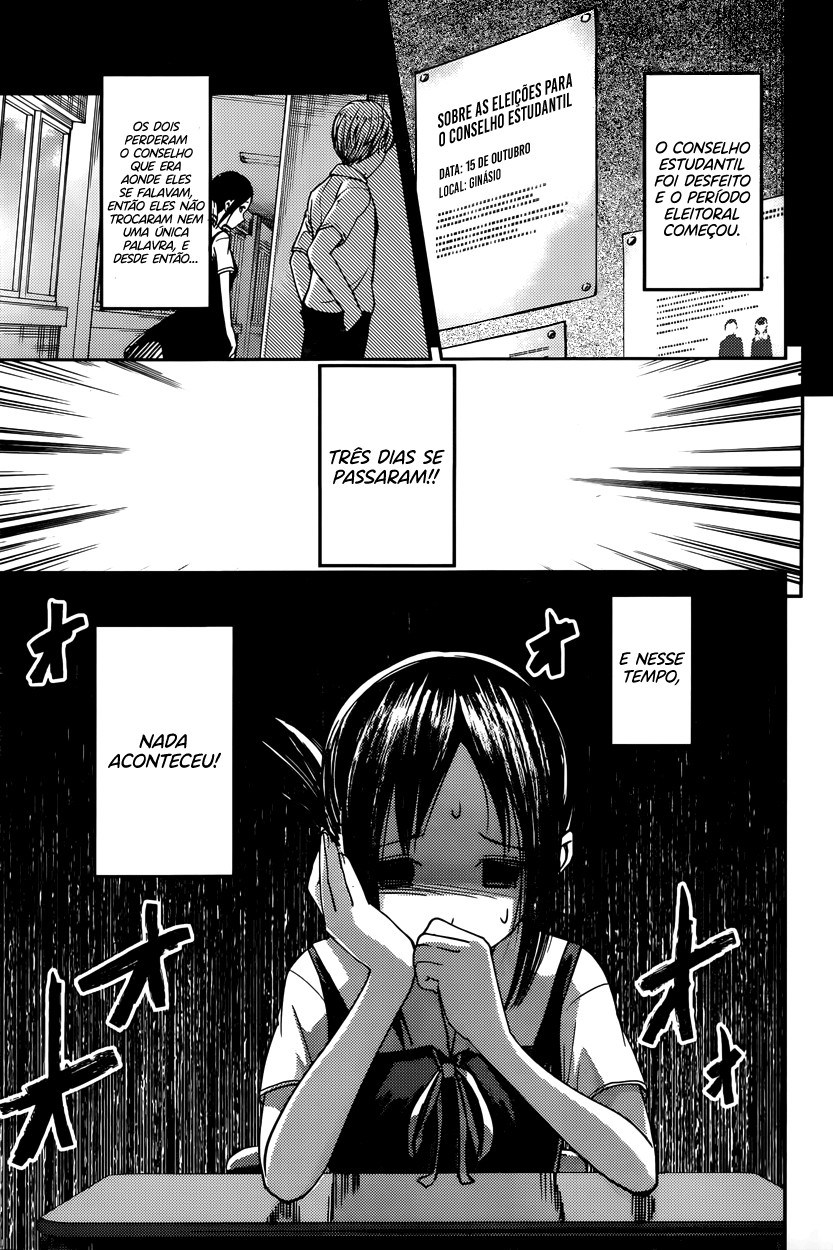 O CONSELHO
ESTUDANTIL
FOI DESFEITO
E O PERÍODO
ELEITORAL
COMEÇOU.
SOBRE AS ELEIÇÕES PARA
O CONSELHO ESTUDANTIL
DATA: 15 DE OUTUBRO
LOCAL: GINÁSIO
OS DOIS
PERDERAM
O CONSELHO
QUE ERA
AONDE ELES
SE FALAVAM,
ENTÃO ELES NÃO
TROCARAM NEM
UMA ÚNICA
PALAVRA, E
DESDE ENTÃO...
TRÊS DIAS SE
PASSARAM!!
E NESSE
TEMPO,
NADA
ACONTECEU!
オ
オ
オ
オ
オ
オ